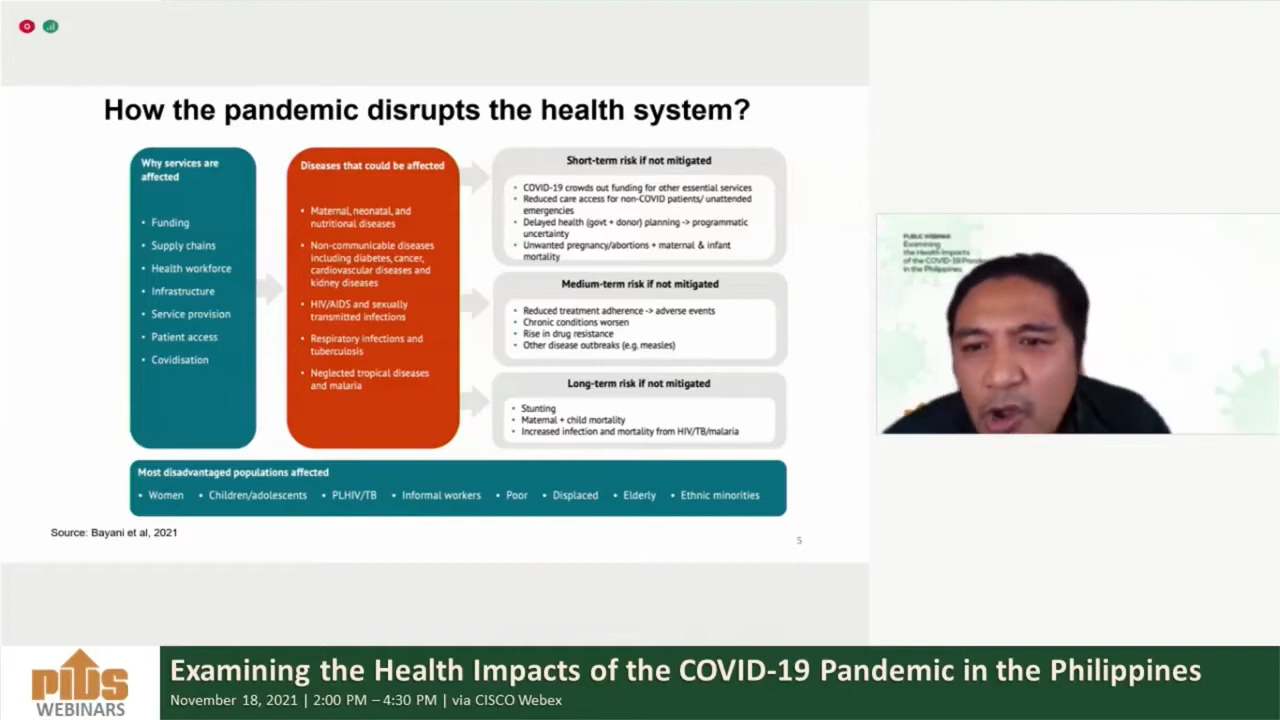 How the pandemic disrupts the health system?
Why services are
affected
• Funding
• Supply chains
• Health workforce
• Infrastructure
• Service provision
• Patient access
• Covidisation
Diseases that could be affected
• Maternal, neonatal, and
nutritional diseases
• Non-communicable diseases
including diabetes, cancer,
cardiovascular diseases and
kidney diseases
• HIV/AIDS and sexually
transmitted infections
• Respiratory infections and
tuberculosis
• Neglected tropical diseases
and malaria
Short-term risk if not mitigated
• COVID-19 crowds out funding for other essential services
• Reduced care access for non-COVID patients/ unattended
emergencies
• Delayed health (govt + donor) planning -> programmatic
uncertainty
• Unwanted pregnancy/abortions + maternal & infant
mortality
Medium-term risk if not mitigated
• Reduced treatment adherence -> adverse events
• Chronic conditions worsen
• Rise in drug resistance
• Other disease outbreaks (e.g. measles)
Long-term risk if not mitigated
• Stunting
• Maternal + child mortality
• Increased infection and mortality from HIV/TB/malaria
Most disadvantaged populations affected
• Women • Children/adolescents • PLHIV/TB • Informal workers • Poor • Displaced • Elderly • Ethnic minorities
Source: Bayani et al, 2021
5
PUBLIC WEBINAR
Examining
the Health Impacts
of the COVID-19 Pandemic
in the Philippines
PIDS
WEBINARS
Examining the Health Impacts of the COVID-19 Pandemic in the Philippines
November 18, 2021 | 2:00 PM – 4:30 PM | via CISCO Webex